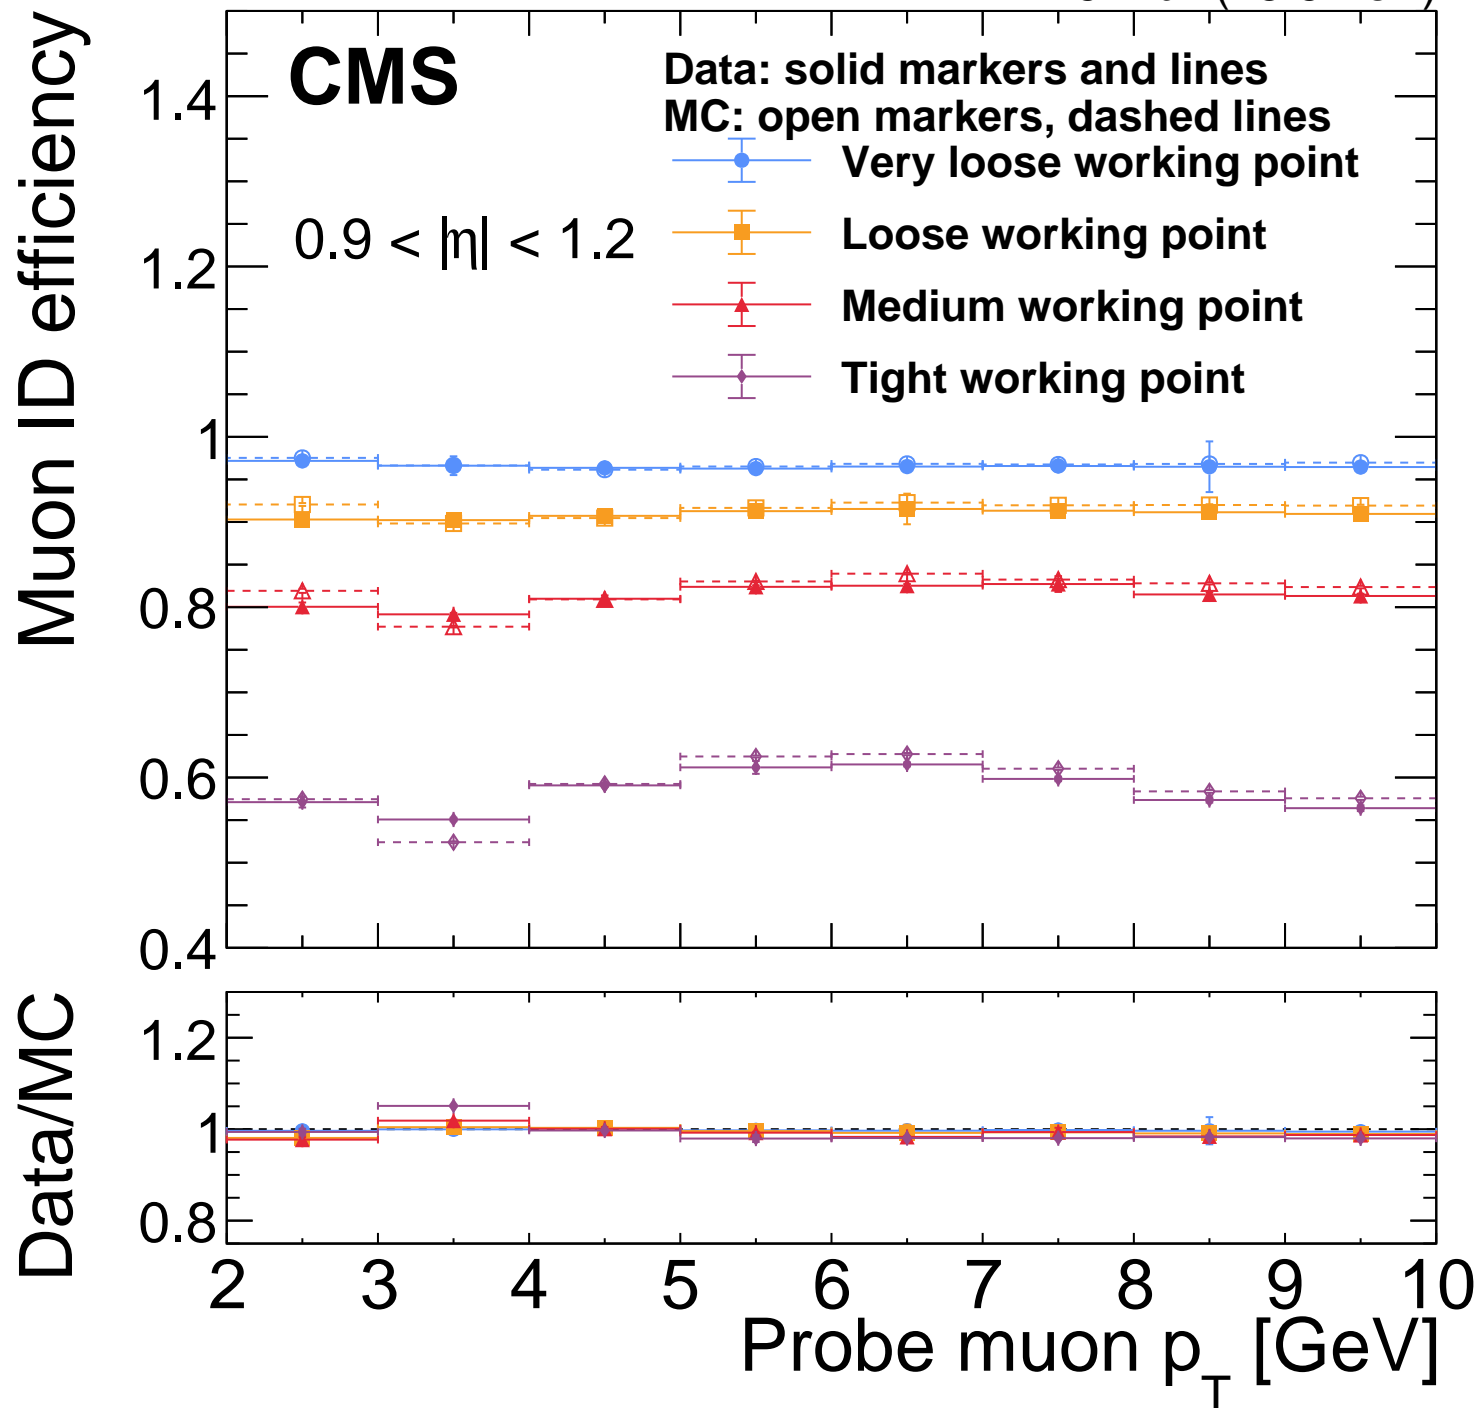 CMS
Data: solid markers and lines
MC: open markers, dashed lines
Very loose working point
0.9 < |η| < 1.2
Loose working point
Medium working point
Tight working point
Muon ID efficiency
1.4
1.2
1
0.8
0.6
0.4
Data/MC
1.2
1
0.8
2 3 4 5 6 7 8 9 10
Probe muon p_T [GeV]